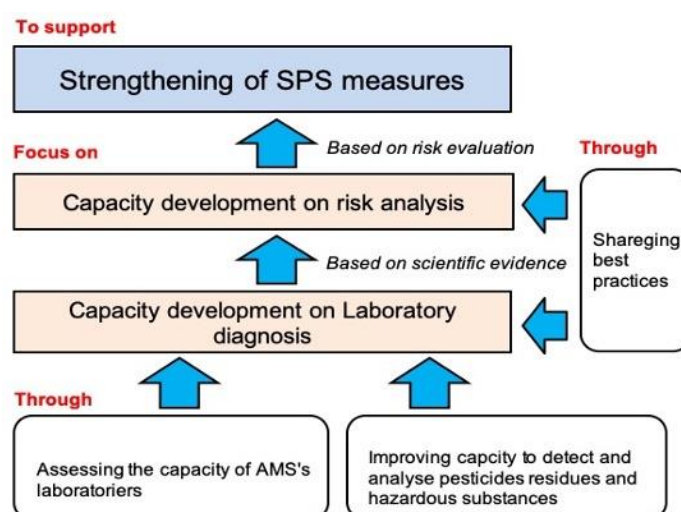 To support
Strengthening of SPS measures
Based on risk evaluation
Focus on
Through
Capacity development on risk analysis
Shareging
best
practices
Based on scientific evidence
Capacity development on Laboratory
diagnosis
Through
Assessing the capacity of AMS's
laboratoriers
Improving capcity to detect and
analyse pesticides residues and
hazardous substances